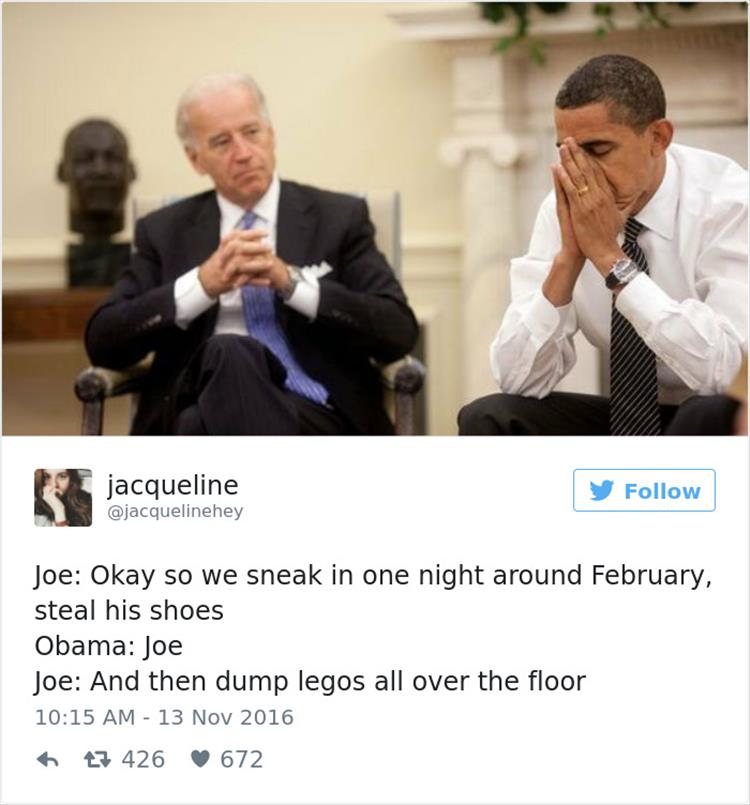 jacqueline
Follow
@jacquelinehey
Joe: Okay so we sneak in one night around February,
steal his shoes
Obama: Joe
Joe: And then dump legos all over the floor
10:15 AM - 13 Nov 2016
426 672